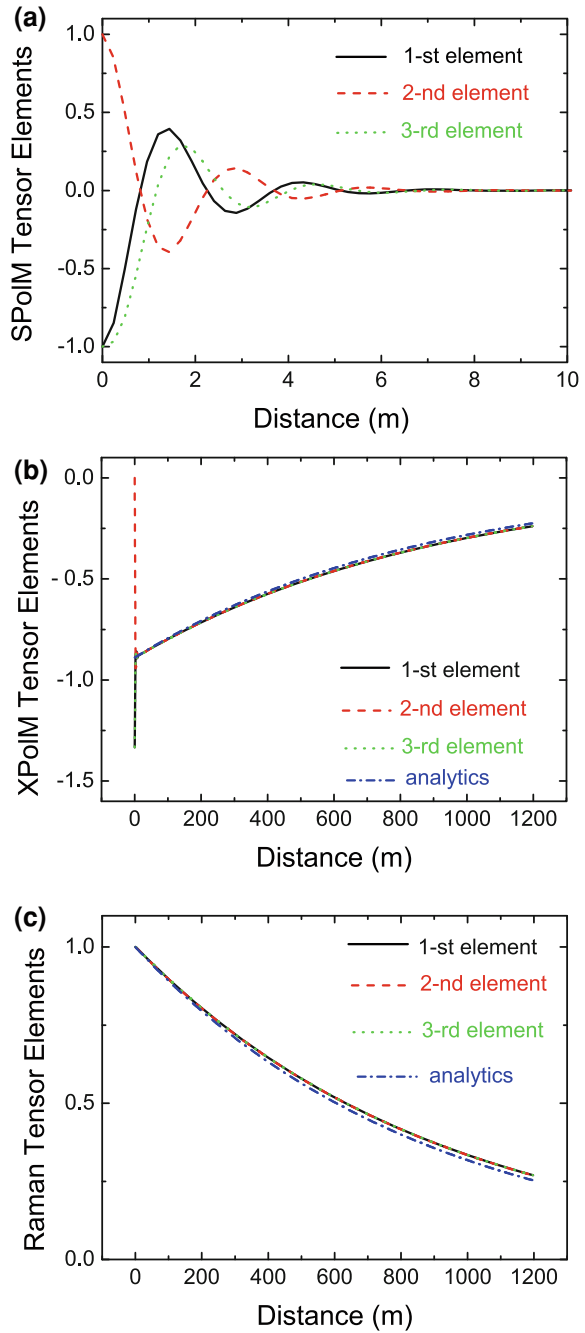 (a)
1.0
0.5
0.0
-0.5
-1.0
SPolM Tensor Elements
1-st element
2-nd element
3-rd element
0 2 4 6 8 10
Distance (m)
(b)
0.0
- 0.5
-1.0
-1.5
XPolM Tensor Elements
1-st element
2-nd element
3-rd element
analytics
0 200 400 600 800 1000 1200
Distance (m)
(c)
1.0
0.5
0.0
Raman Tensor Elements
1-st element
2-nd element
3-rd element
analytics
0 200 400 600 800 1000 1200
Distance (m)